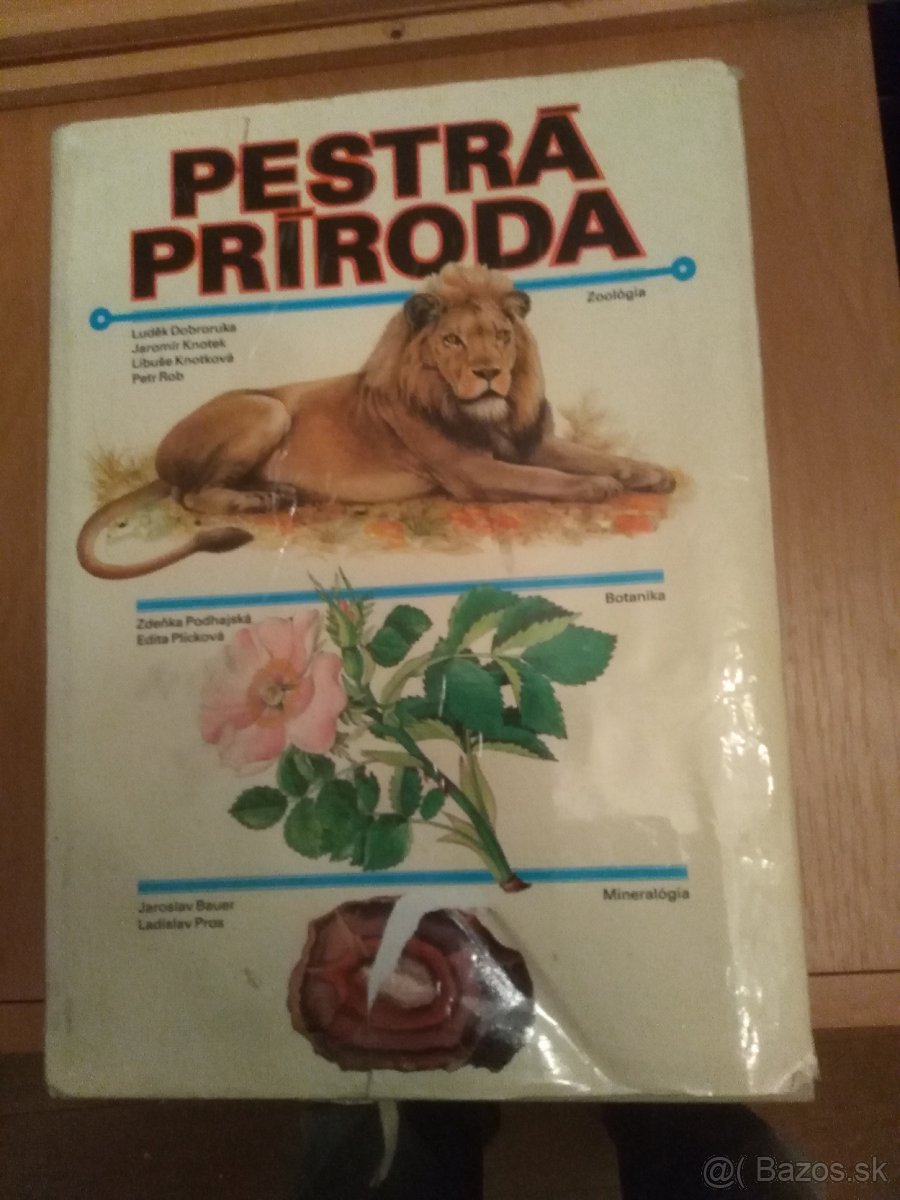 PESTRÁ
PRÍRODA
Zoológia
Luděk Dobroruka
Jaromír Knotek
Libuše Knotková
Petr Rob
Botanika
Zdeňka Podhajská
Edita Plicková
Mineralógia
Jaroslav Bauer
Ladislav Pros
@( Bazos.sk